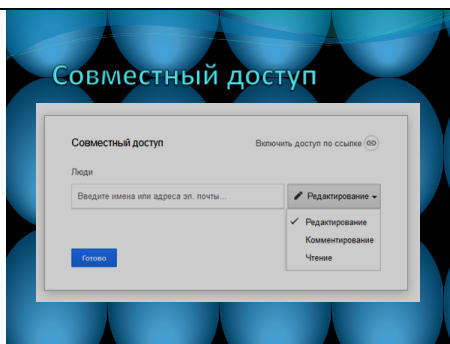 Совместный доступ
Совместный доступ
Включить доступ по ссылке
Люди
Введите имена или адреса эл. почты...
Редактирование
Редактирование
Комментирование
Чтение
Готово